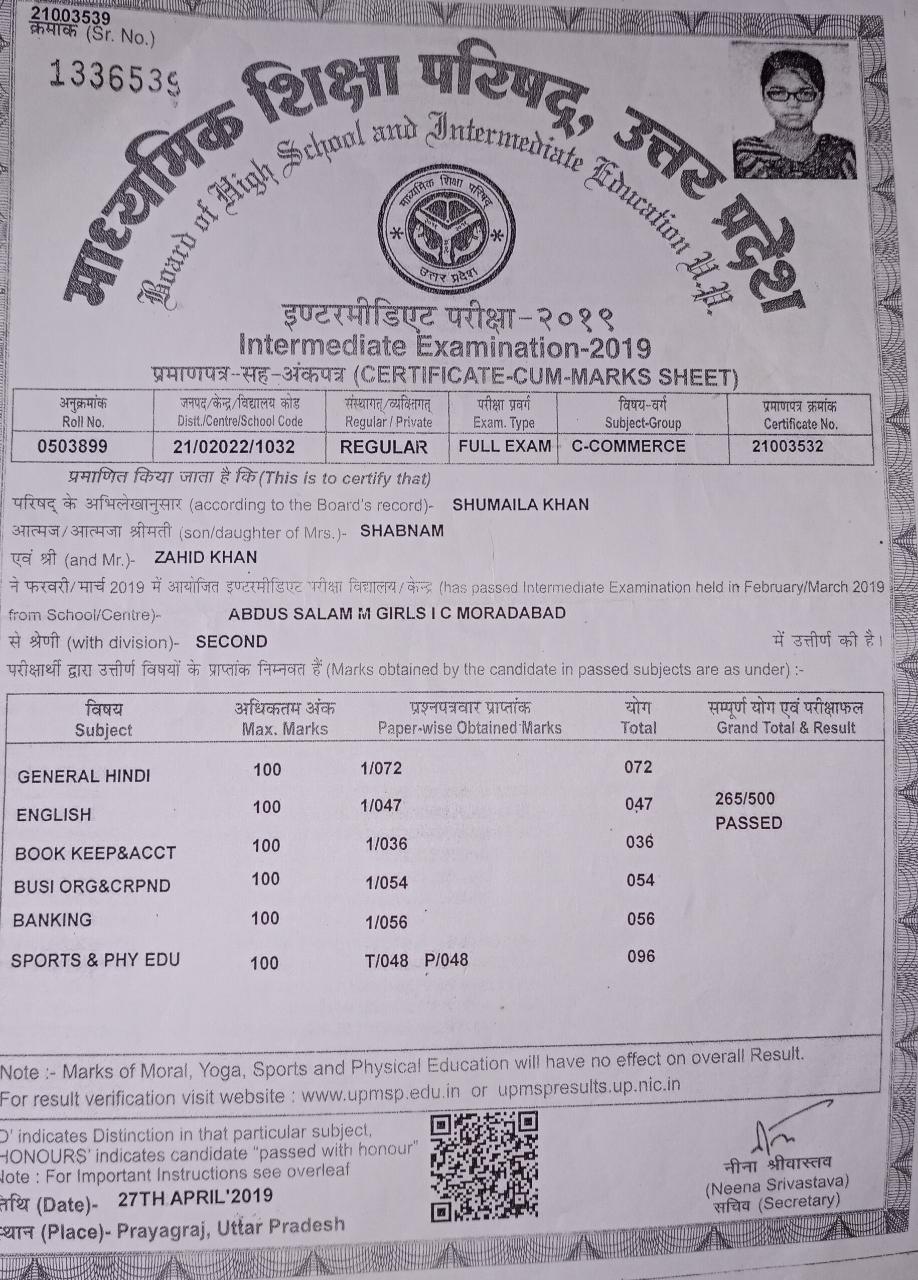 21003539
क्रमांक (Sr. No.)
1336539
माध्यमिक शिक्षा परिषद्, उत्तर प्रदेश
Board of High School and Intermediate Education U.P.
माध्यमिक शिक्षा परिषद
उत्तर प्रदेश
इण्टरमीडिएट परीक्षा-२०१९
Intermediate Examination-2019
प्रमाणपत्र-सह-अंकपत्र (CERTIFICATE-CUM-MARKS SHEET)
अनुक्रमांक जनपद/केन्द्र/विद्यालय कोड संस्थागत्/व्यक्तिगत् परीक्षा प्रवर्ग विषय-वर्ग प्रमाणपत्र क्रमांक
Roll No. Distt./Centre/School Code Regular / Private Exam. Type Subject-Group Certificate No.
0503899 21/02022/1032 REGULAR FULL EXAM C-COMMERCE 21003532
प्रमाणित किया जाता है कि (This is to certify that)
परिषद् के अभिलेखानुसार (according to the Board's record)- SHUMAILA KHAN
आत्मज/आत्मजा श्रीमती (son/daughter of Mrs.)- SHABNAM
एवं श्री (and Mr.)- ZAHID KHAN
ने फरवरी/मार्च 2019 में आयोजित इण्टरमीडिएट परीक्षा विद्यालय/केन्द्र (has passed Intermediate Examination held in February/March 2019
from School/Centre)- ABDUS SALAM M GIRLS I C MORADABAD
से श्रेणी (with division)- SECOND में उत्तीर्ण की है।
परीक्षार्थी द्वारा उत्तीर्ण विषयों के प्राप्तांक निम्नवत हैं (Marks obtained by the candidate in passed subjects are as under) :-
विषय अधिकतम अंक प्रश्नपत्रवार प्राप्तांक योग सम्पूर्ण योग एवं परीक्षाफल
Subject Max. Marks Paper-wise Obtained Marks Total Grand Total & Result
GENERAL HINDI 100 1/072 072
ENGLISH 100 1/047 047 265/500
PASSED
BOOK KEEP&ACCT 100 1/036 036
BUSI ORG&CRPND 100 1/054 054
BANKING 100 1/056 056
SPORTS & PHY EDU 100 T/048 P/048 096
Note :- Marks of Moral, Yoga, Sports and Physical Education will have no effect on overall Result.
For result verification visit website : www.upmsp.edu.in or upmspresults.up.nic.in
D' indicates Distinction in that particular subject,
HONOURS' indicates candidate "passed with honour"
Note : For Important Instructions see overleaf
तिथि (Date)- 27TH APRIL'2019
स्थान (Place)- Prayagraj, Uttar Pradesh
नीना श्रीवास्तव
(Neena Srivastava)
सचिव (Secretary)